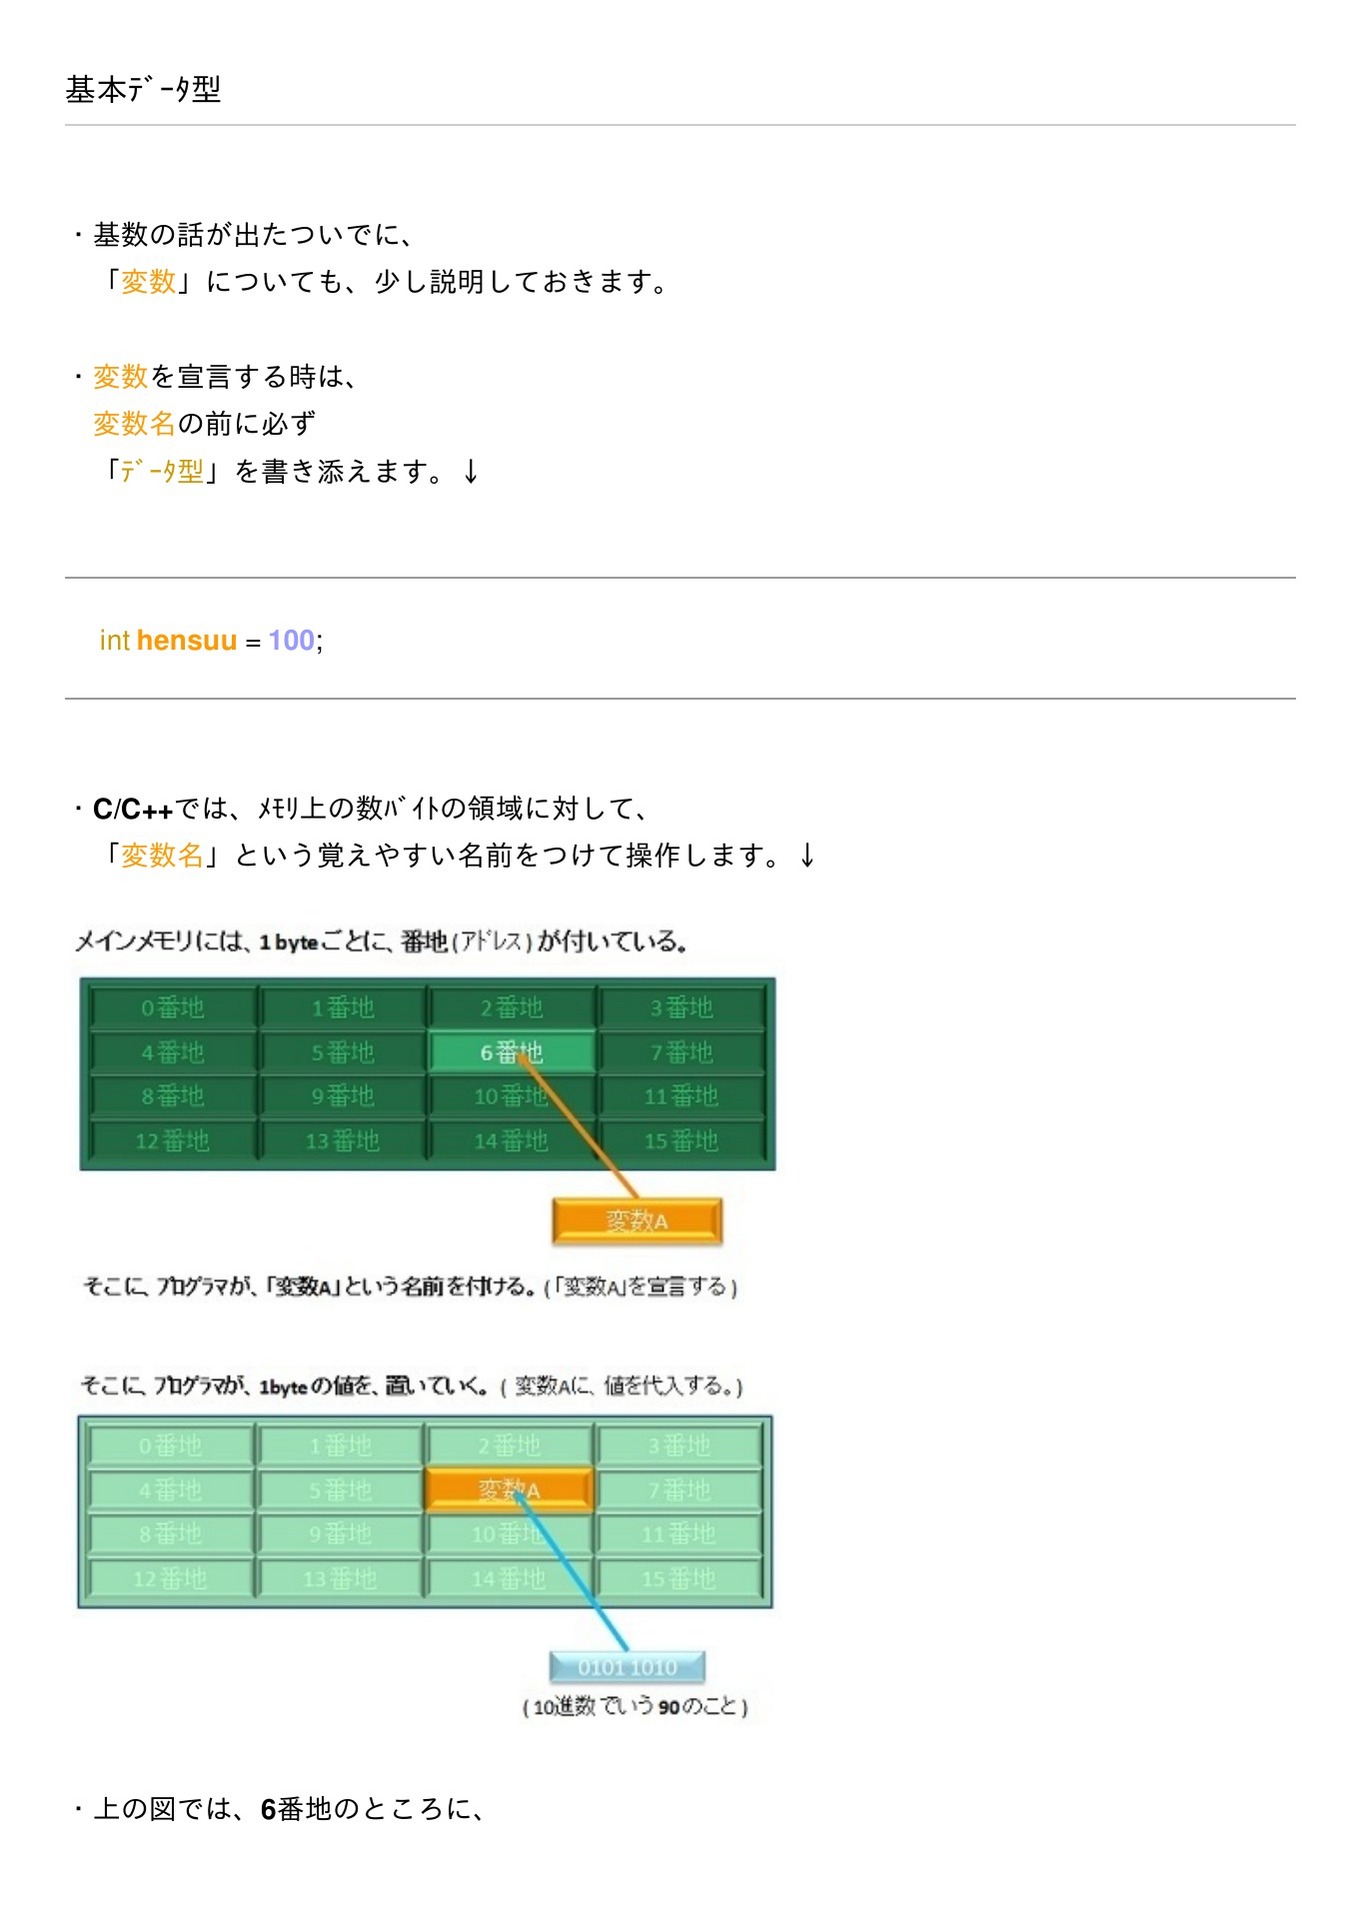 基本ﾃﾞｰﾀ型
・基数の話が出たついでに、
「変数」についても、少し説明しておきます。
・変数を宣言する時は、
変数名の前に必ず
「ﾃﾞｰﾀ型」を書き添えます。↓
int hensuu = 100;
・C/C++では、ﾒﾓﾘ上の数ﾊﾞｲﾄの領域に対して、
「変数名」という覚えやすい名前をつけて操作します。↓
メインメモリには、1 byteごとに、番地(アドレス)が付いている。
0番地 1番地 2番地 3番地
4番地 5番地 6番地 7番地
8番地 9番地 10番地 11番地
12番地 13番地 14番地 15番地
変数A
そこに、プログラマが、「変数A」という名前を付ける。(「変数A」を宣言する)
そこに、プログラマが、1byteの値を、置いていく。( 変数Aに、値を代入する。)
0番地 1番地 2番地 3番地
4番地 5番地 変数A 7番地
8番地 9番地 10番地 11番地
12番地 13番地 14番地 15番地
0101 1010
(10進数でいう90のこと)
・上の図では、6番地のところに、